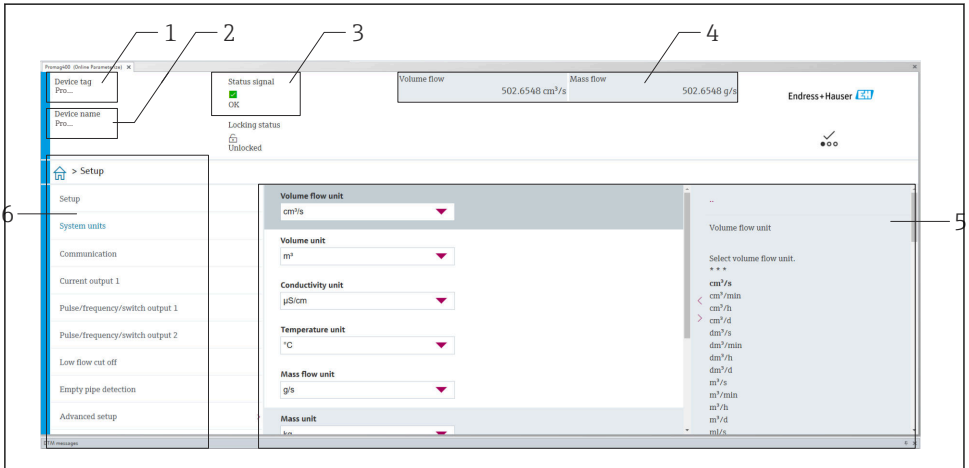 1 2 3 4
Promag400 (Online Parameterize) x
Device tag
Pro...
Status signal
OK
Volume flow
502.6548 cm³/s
Mass flow
502.6548 g/s
Endress+Hauser EH
Device name
Pro...
Locking status
Unlocked
> Setup
6
5
Setup
System units
Communication
Current output 1
Pulse/frequency/switch output 1
Pulse/frequency/switch output 2
Low flow cut off
Empty pipe detection
Advanced setup
Volume flow unit
cm³/s
Volume unit
m³
Conductivity unit
µS/cm
Temperature unit
°C
Mass flow unit
g/s
Mass unit
kg
..
Volume flow unit
Select volume flow unit.
* * *
cm³/s
cm³/min
cm³/h
cm³/d
dm³/s
dm³/min
dm³/h
dm³/d
m³/s
m³/min
m³/h
m³/d
ml/s
DTM messages